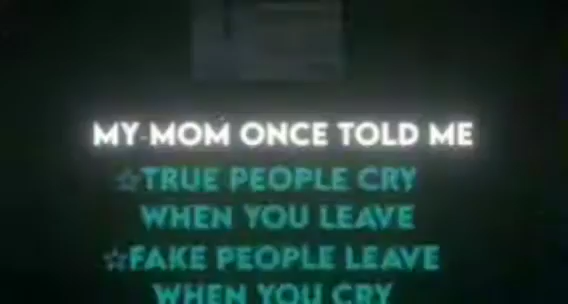 MY-MOM ONCE TOLD ME
☆TRUE PEOPLE CRY
WHEN YOU LEAVE
☆FAKE PEOPLE LEAVE
WHEN YOU CRY